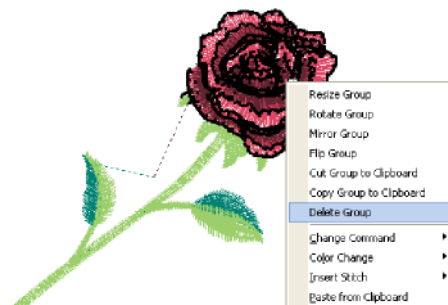 Resize Group
Rotate Group
Mirror Group
Flip Group
Cut Group to Clipboard
Copy Group to Clipboard
Delete Group
Change Command
Color Change
Insert Stitch
Paste from Clipboard